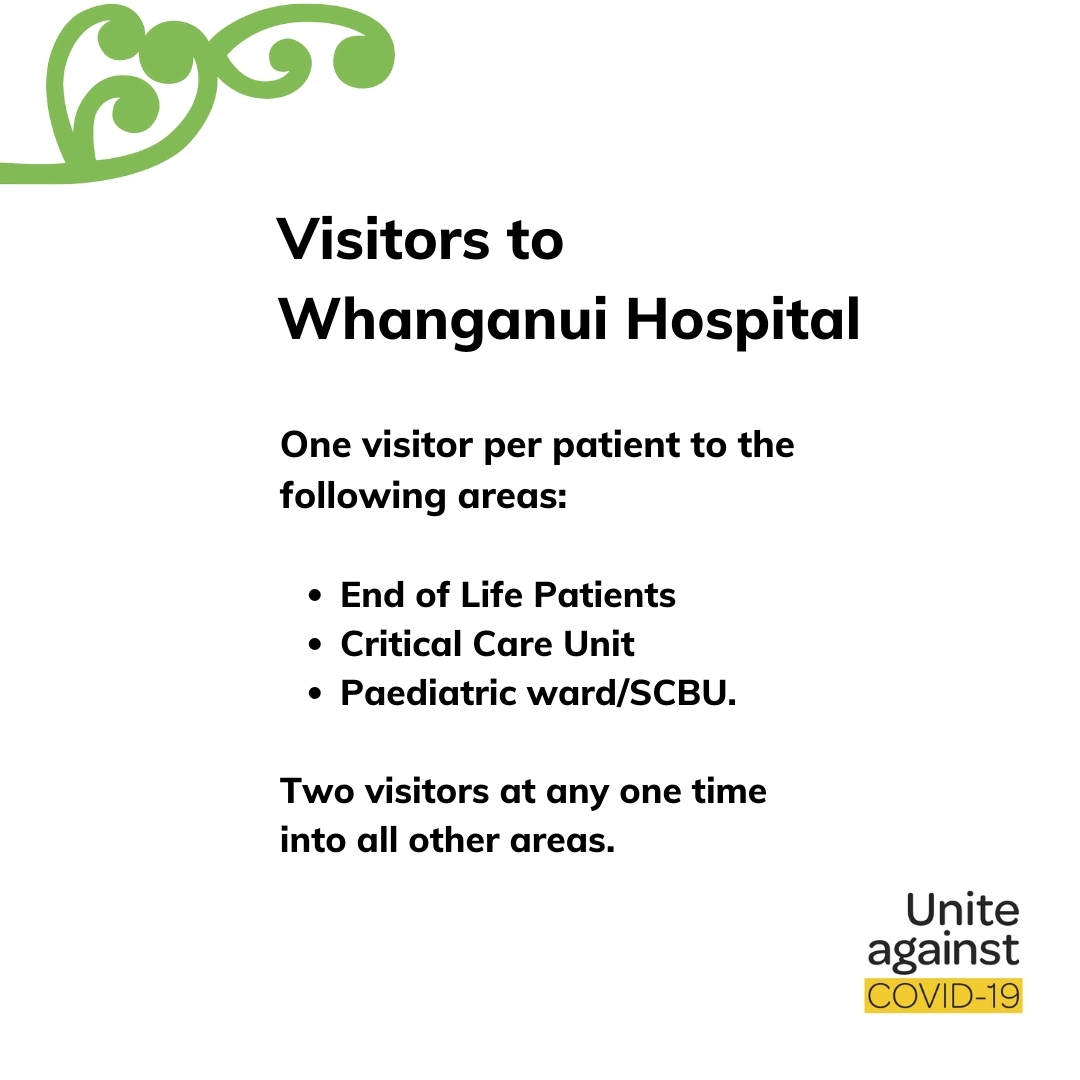 Visitors to
Whanganui Hospital
One visitor per patient to the
following areas:
• End of Life Patients
• Critical Care Unit
• Paediatric ward/SCBU.
Two visitors at any one time
into all other areas.
Unite
against
COVID-19